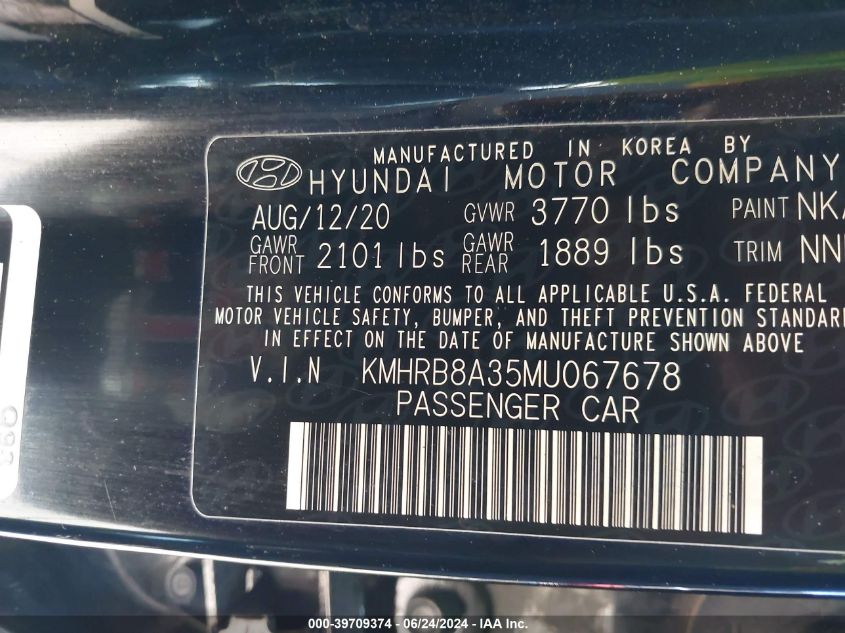 MANUFACTURED IN KOREA BY
HYUNDAI MOTOR COMPANY
AUG/12/20 GVWR 3770 lbs PAINT
GAWR FRONT 2101 lbs GAWR REAR 1889 lbs TRIM
THIS VEHICLE CONFORMS TO ALL APPLICABLE U.S.A. FEDERAL
MOTOR VEHICLE SAFETY, BUMPER, AND THEFT PREVENTION STANDAR
IN EFFECT ON THE DATE OF MANUFACTURE SHOWN ABOVE
V.I.N KMHRB8A35MU067678
PASSENGER CAR
000-39709374 - 06/24/2024 - © IAA Inc.